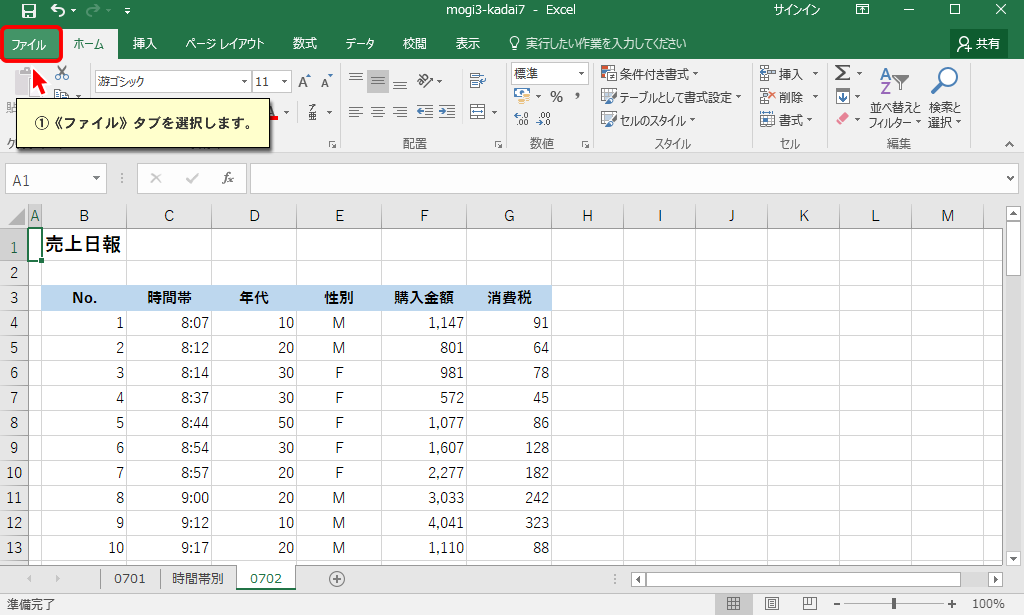 mogi3-kadai7 - Excel
サインイン
ファイル ホーム 挿入 ページ レイアウト 数式 データ 校閲 表示 実行したい作業を入力してください 共有
游ゴシック 11 A A 標準 条件付き書式 挿入 Σ
% , テーブルとして書式設定 削除 並べ替えと 検索と
セルのスタイル 書式 フィルター 選択
①《ファイル》タブを選択します。
配置 数値 スタイル セル 編集
A1 fx
A B C D E F G H I J K L M
1 売上日報
2
3 No. 時間帯 年代 性別 購入金額 消費税
4 1 8:07 10 M 1,147 91
5 2 8:12 20 M 801 64
6 3 8:14 30 F 981 78
7 4 8:37 30 F 572 45
8 5 8:44 50 F 1,077 86
9 6 8:54 30 F 1,607 128
10 7 8:57 20 F 2,277 182
11 8 9:00 20 M 3,033 242
12 9 9:12 10 M 4,041 323
13 10 9:17 20 M 1,110 88
0701 時間帯別 0702
準備完了 100%